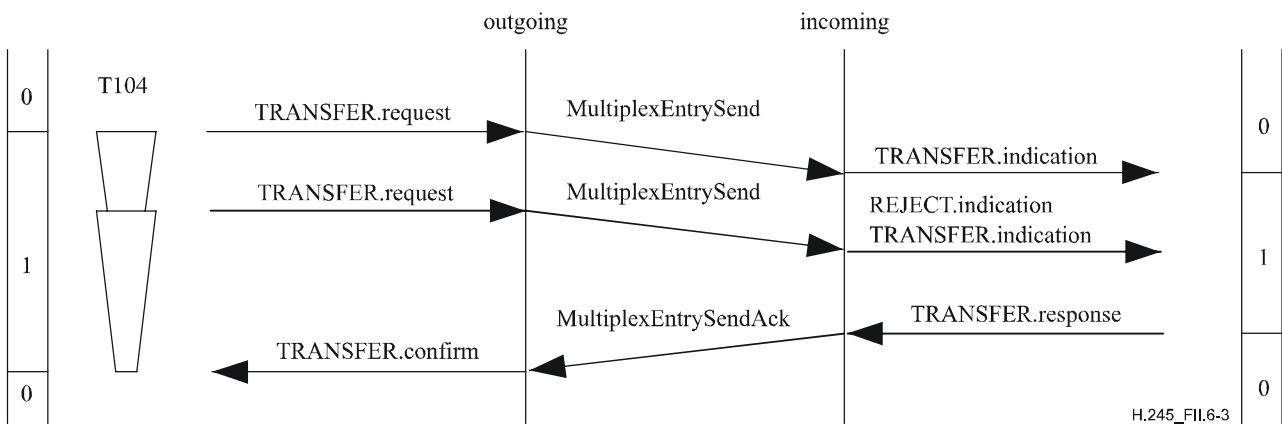 outgoing
incoming
T104
0
0
TRANSFER.request
MultiplexEntrySend
TRANSFER.indication
TRANSFER.request
MultiplexEntrySend
REJECT.indication
TRANSFER.indication
1
1
MultiplexEntrySendAck
TRANSFER.response
TRANSFER.confirm
0
0
H.245_FII.6-3